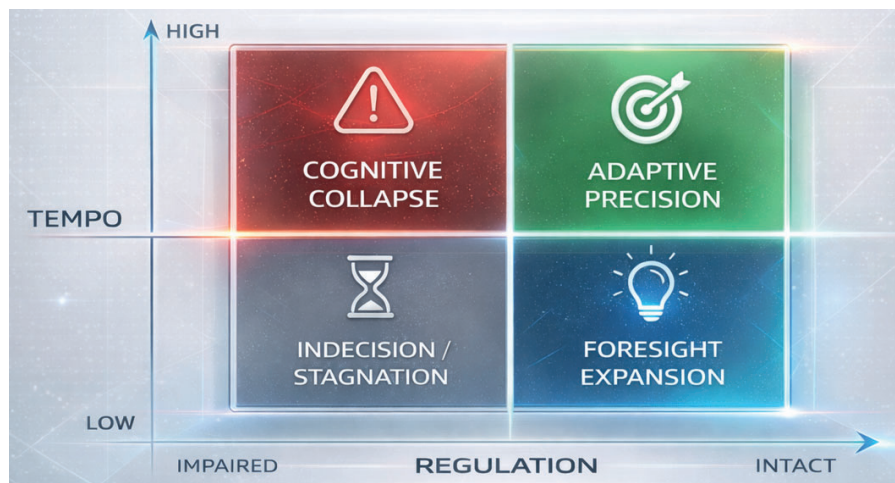 HIGH
COGNITIVE
COLLAPSE
ADAPTIVE
PRECISION
TEMPO
INDECISION /
STAGNATION
FORESIGHT
EXPANSION
LOW
IMPAIRED
REGULATION
INTACT